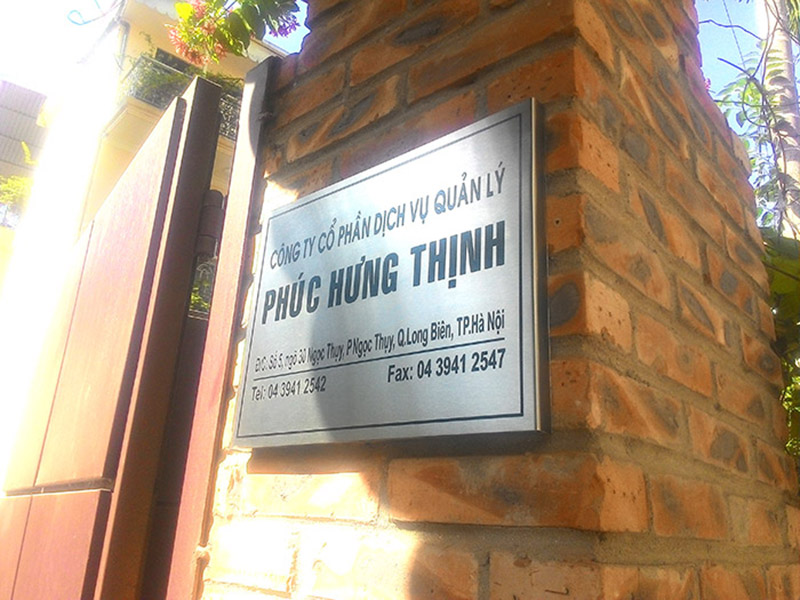 CÔNG TY CỔ PHẦN DỊCH VỤ QUẢN LÝ
PHÚC HƯNG THỊNH
Đ/C: Số 5, ngõ 30 Ngọc Thụy, P.Ngọc Thụy, Q.Long Biên, TP.Hà Nội
Tel: 04 3941 2542 Fax: 04 3941 2547